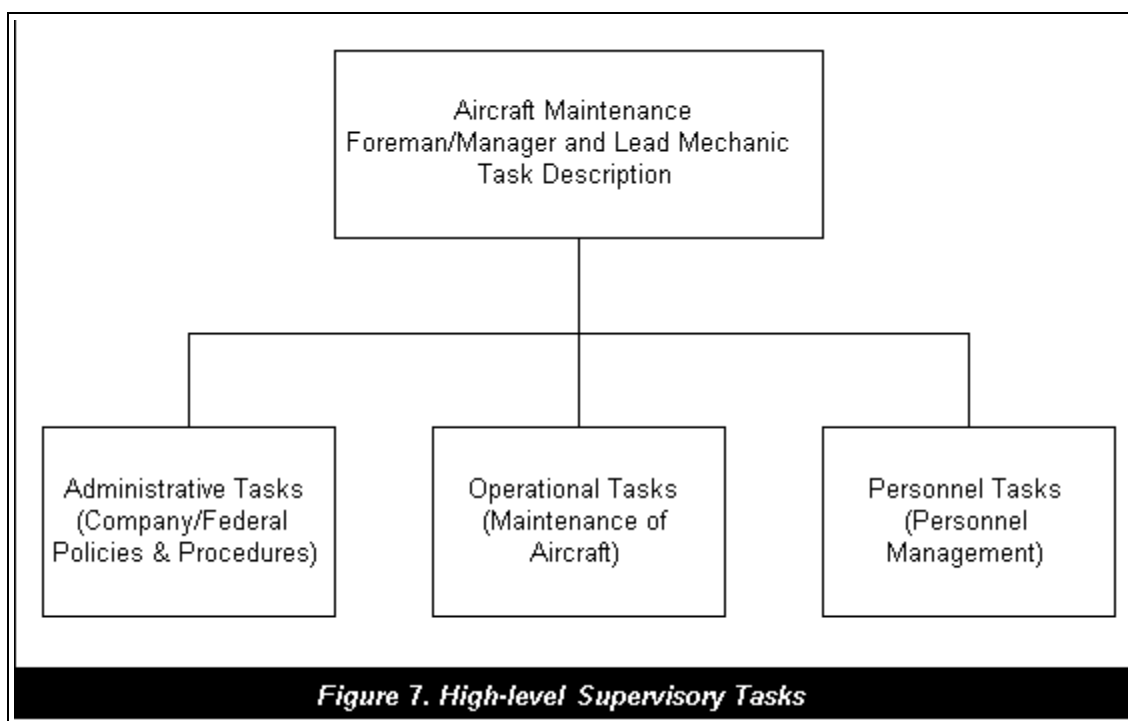 Aircraft Maintenance
Foreman/Manager and Lead Mechanic
Task Description
Administrative Tasks
(Company/Federal
Policies & Procedures)
Operational Tasks
(Maintenance of
Aircraft)
Personnel Tasks
(Personnel
Management)
Figure 7. High-level Supervisory Tasks